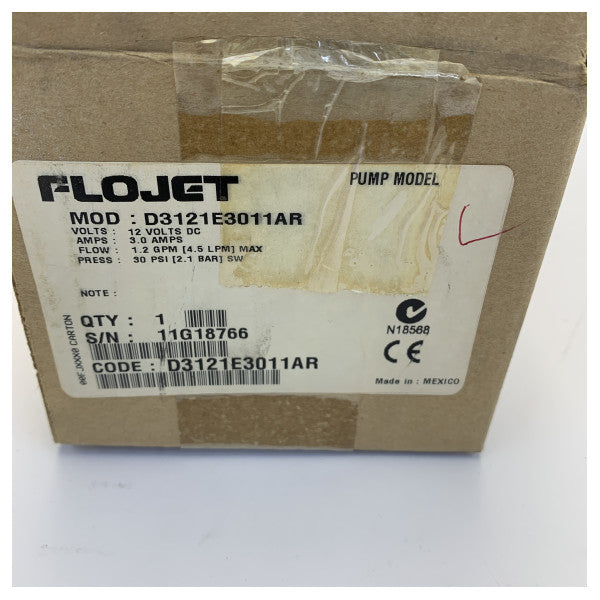 FLOJET
PUMP MODEL
MOD : D3121E3011AR
VOLTS : 12 VOLTS DC
AMPS : 3.0 AMPS
FLOW : 1.2 GPM [4.5 LPM] MAX
PRESS : 30 PSI [2.1 BAR] SW
NOTE :
QTY : 1
S/N : 11G18766
N18568
CE
CODE : D3121E3011AR
Made in : MEXICO